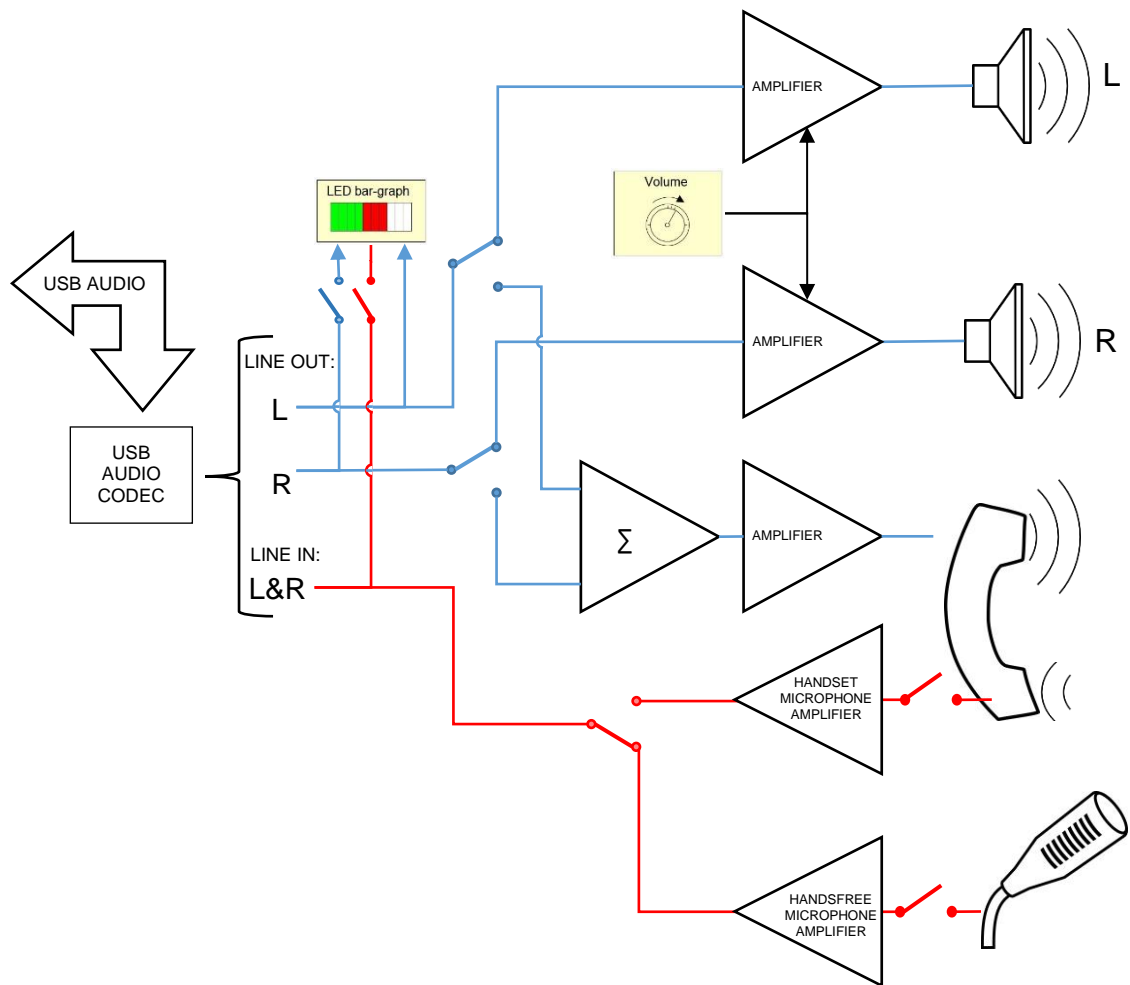 AMPLIFIER
L
LED bar-graph
Volume
USB AUDIO
LINE OUT:
AMPLIFIER
R
L
USB
AUDIO
CODEC
R
∑
AMPLIFIER
LINE IN:
L&R
HANDSET
MICROPHONE
AMPLIFIER
HANDSFREE
MICROPHONE
AMPLIFIER